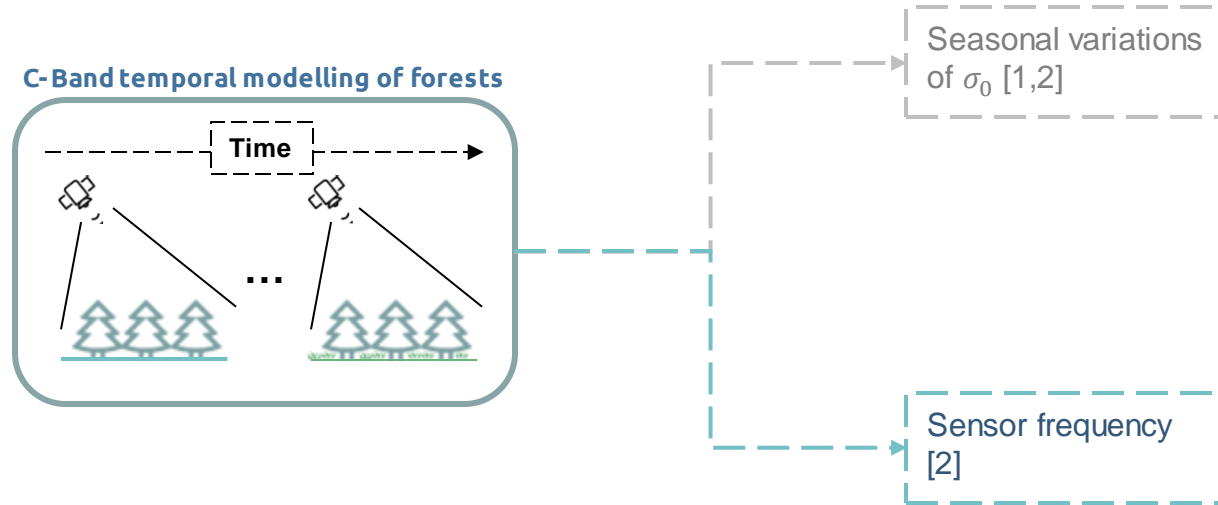 C-Band temporal modelling of forests
Time
...
Seasonal variations
of σ₀ [1,2]
Sensor frequency
[2]